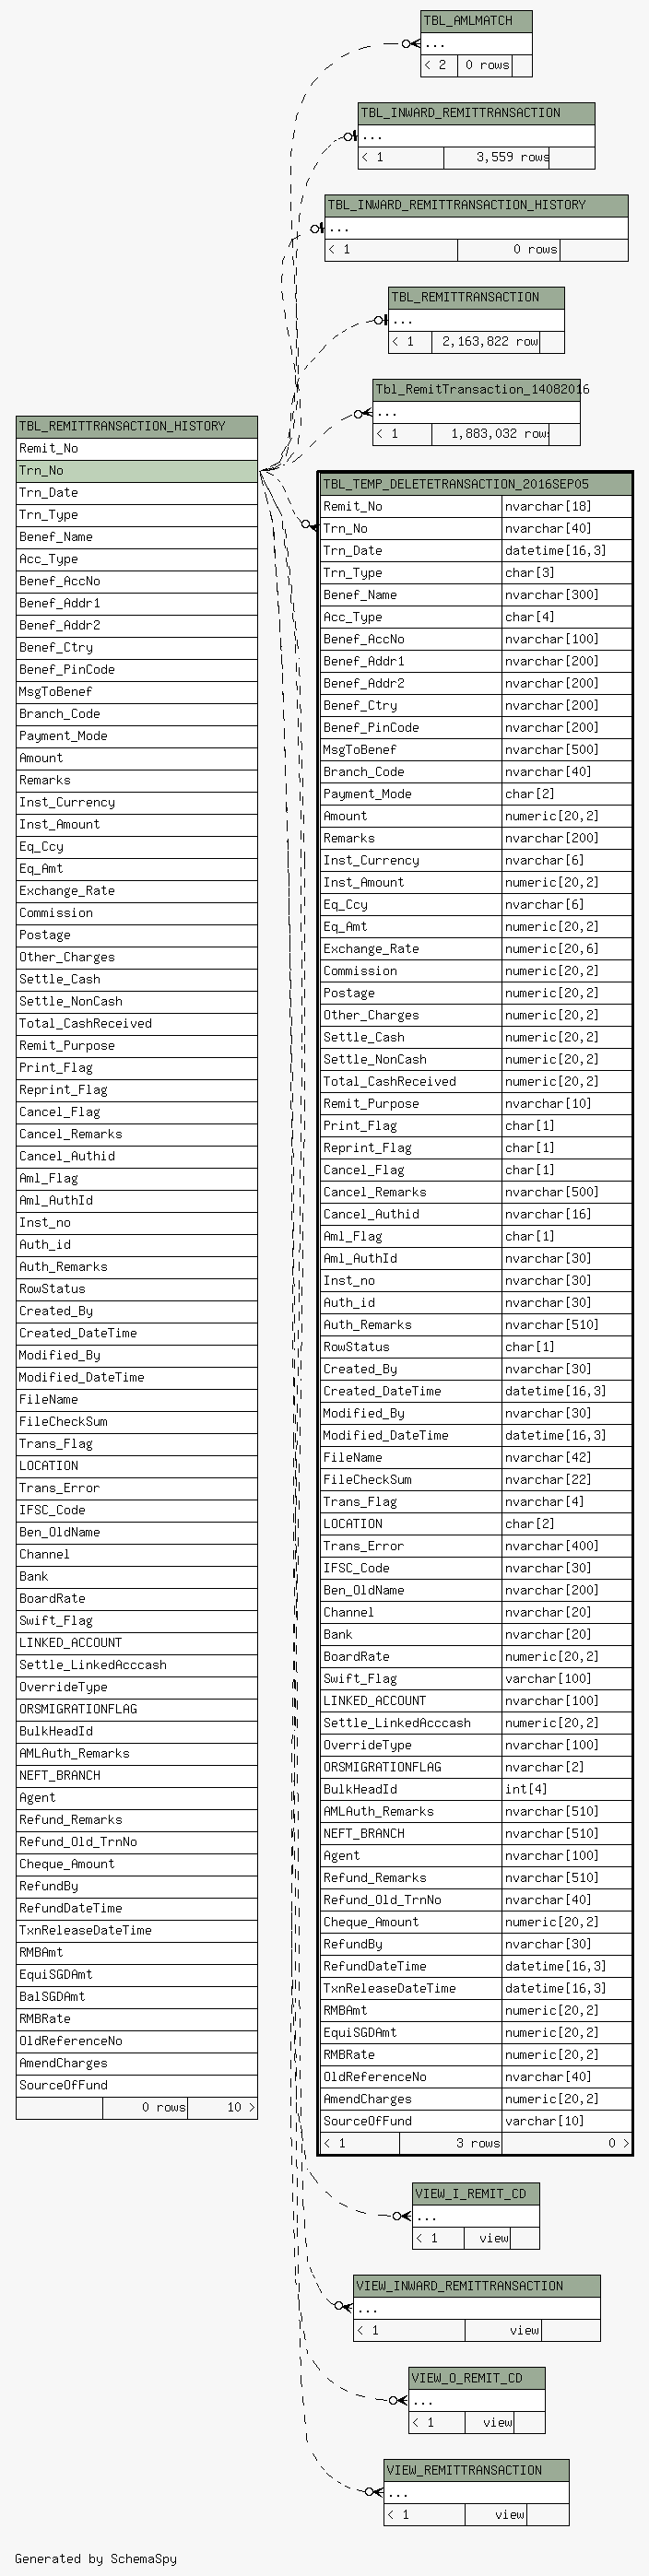 TBL_AMLMATCH
...
< 2 0 rows
TBL_INWARD_REMITTRANSACTION
...
< 1 3,559 rows
TBL_INWARD_REMITTRANSACTION_HISTORY
...
< 1 0 rows
TBL_REMITTRANSACTION
...
< 1 2,163,822 row
Tbl_RemitTransaction_14082016
...
< 1 1,883,032 rows
TBL_REMITTRANSACTION_HISTORY
Remit_No
Trn_No
Trn_Date
Trn_Type
Benef_Name
Acc_Type
Benef_AccNo
Benef_Addr1
Benef_Addr2
Benef_Ctry
Benef_PinCode
MsgToBenef
Branch_Code
Payment_Mode
Amount
Remarks
Inst_Currency
Inst_Amount
Eq_Ccy
Eq_Amt
Exchange_Rate
Commission
Postage
Other_Charges
Settle_Cash
Settle_NonCash
Total_CashReceived
Remit_Purpose
Print_Flag
Reprint_Flag
Cancel_Flag
Cancel_Remarks
Cancel_Authid
Aml_Flag
Aml_AuthId
Inst_no
Auth_id
Auth_Remarks
RowStatus
Created_By
Created_DateTime
Modified_By
Modified_DateTime
FileName
FileCheckSum
Trans_Flag
LOCATION
Trans_Error
IFSC_Code
Ben_OldName
Channel
Bank
BoardRate
Swift_Flag
LINKED_ACCOUNT
Settle_LinkedAcccash
OverrideType
ORSMIGRATIONFLAG
BulkHeadId
AMLAuth_Remarks
NEFT_BRANCH
Agent
Refund_Remarks
Refund_Old_TrnNo
Cheque_Amount
RefundBy
RefundDateTime
TxnReleaseDateTime
RMBAmt
EquiSGDAmt
BalSGDAmt
RMBRate
OldReferenceNo
AmendCharges
SourceOfFund
0 rows 10 >
TBL_TEMP_DELETETRANSACTION_2016SEP05
Remit_No nvarchar[18]
Trn_No nvarchar[40]
Trn_Date datetime[16,3]
Trn_Type char[3]
Benef_Name nvarchar[300]
Acc_Type char[4]
Benef_AccNo nvarchar[100]
Benef_Addr1 nvarchar[200]
Benef_Addr2 nvarchar[200]
Benef_Ctry nvarchar[200]
Benef_PinCode nvarchar[200]
MsgToBenef nvarchar[500]
Branch_Code nvarchar[40]
Payment_Mode char[2]
Amount numeric[20,2]
Remarks nvarchar[200]
Inst_Currency nvarchar[6]
Inst_Amount numeric[20,2]
Eq_Ccy nvarchar[6]
Eq_Amt numeric[20,2]
Exchange_Rate numeric[20,6]
Commission numeric[20,2]
Postage numeric[20,2]
Other_Charges numeric[20,2]
Settle_Cash numeric[20,2]
Settle_NonCash numeric[20,2]
Total_CashReceived numeric[20,2]
Remit_Purpose nvarchar[10]
Print_Flag char[1]
Reprint_Flag char[1]
Cancel_Flag char[1]
Cancel_Remarks nvarchar[500]
Cancel_Authid nvarchar[16]
Aml_Flag char[1]
Aml_AuthId nvarchar[30]
Inst_no nvarchar[30]
Auth_id nvarchar[30]
Auth_Remarks nvarchar[510]
RowStatus char[1]
Created_By nvarchar[30]
Created_DateTime datetime[16,3]
Modified_By nvarchar[30]
Modified_DateTime datetime[16,3]
FileName nvarchar[42]
FileCheckSum nvarchar[22]
Trans_Flag nvarchar[4]
LOCATION char[2]
Trans_Error nvarchar[400]
IFSC_Code nvarchar[30]
Ben_OldName nvarchar[200]
Channel nvarchar[20]
Bank nvarchar[20]
BoardRate numeric[20,2]
Swift_Flag varchar[100]
LINKED_ACCOUNT nvarchar[100]
Settle_LinkedAcccash numeric[20,2]
OverrideType nvarchar[100]
ORSMIGRATIONFLAG nvarchar[2]
BulkHeadId int[4]
AMLAuth_Remarks nvarchar[510]
NEFT_BRANCH nvarchar[510]
Agent nvarchar[100]
Refund_Remarks nvarchar[510]
Refund_Old_TrnNo nvarchar[40]
Cheque_Amount numeric[20,2]
RefundBy nvarchar[30]
RefundDateTime datetime[16,3]
TxnReleaseDateTime datetime[16,3]
RMBAmt numeric[20,2]
EquiSGDAmt numeric[20,2]
RMBRate numeric[20,2]
OldReferenceNo nvarchar[40]
AmendCharges numeric[20,2]
SourceOfFund varchar[10]
< 1 3 rows 0 >
VIEW_I_REMIT_CD
...
< 1 view
VIEW_INWARD_REMITTRANSACTION
...
< 1 view
VIEW_O_REMIT_CD
...
< 1 view
VIEW_REMITTRANSACTION
...
< 1 view
Generated by SchemaSpy